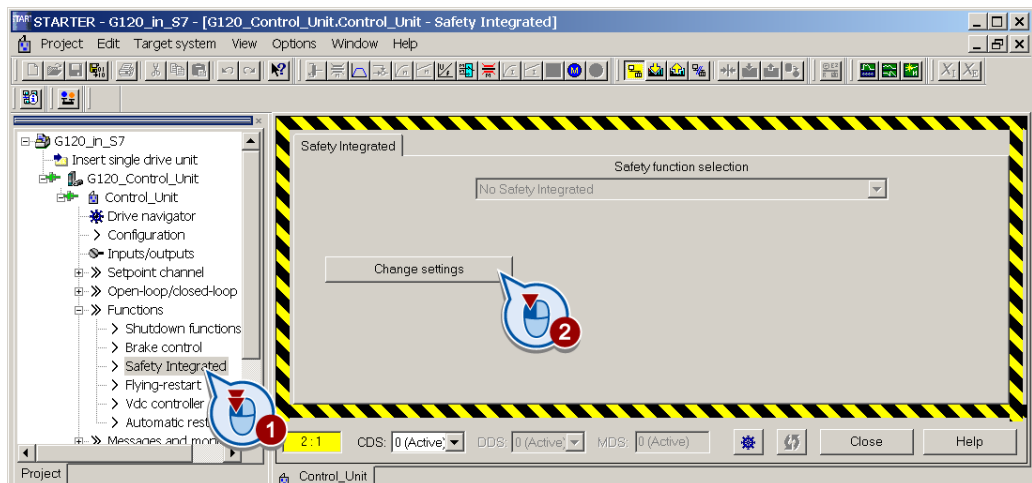 STARTER - G120_in_S7 - [G120_Control_Unit.Control_Unit - Safety Integrated]
Project Edit Target system View Options Window Help
G120_in_S7
Insert single drive unit
G120_Control_Unit
Control_Unit
Drive navigator
Configuration
Inputs/outputs
Setpoint channel
Open-loop/closed-loop
Functions
Shutdown functions
Brake control
Safety Integrated
Flying-restart
Vdc controller
Automatic rest
Messages and mon
Project
Safety Integrated
Safety function selection
No Safety Integrated
Change settings
2
1
2:1 CDS: 0 (Active) DDS: 0 (Active) MDS: 0 (Active) Close Help
Control_Unit